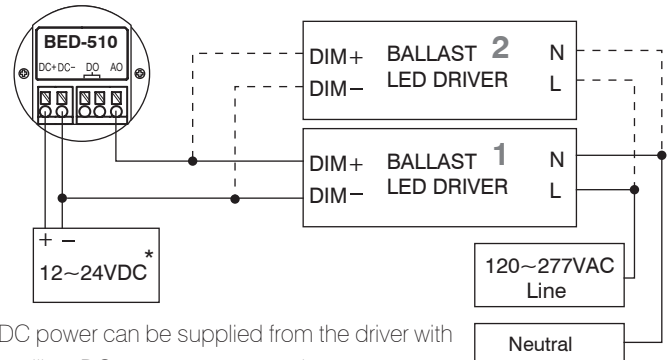 BED-510
DC+ DC− DO AO
DIM+ BALLAST 2 N
DIM− LED DRIVER L
DIM+ BALLAST 1 N
DIM− LED DRIVER L
+ −
12~24VDC *
120~277VAC
Line
DC power can be supplied from the driver with
Neutral